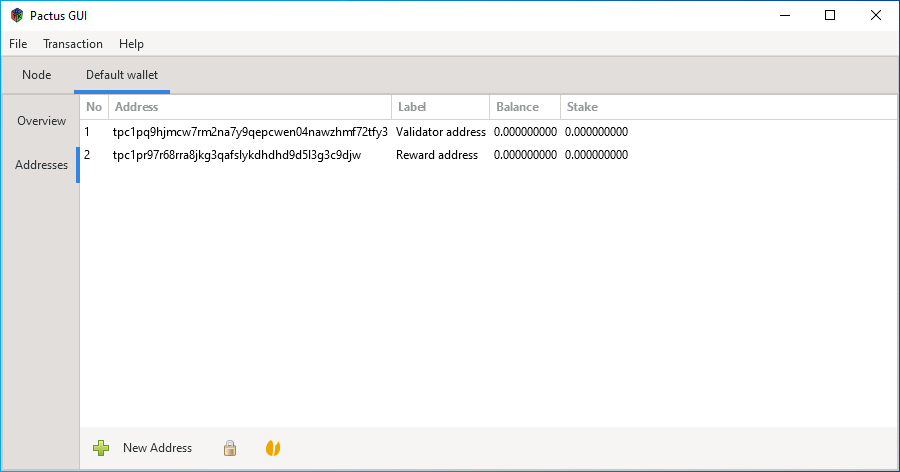 Pactus GUI
File Transaction Help
Node Default wallet
Overview
Addresses
No Address Label Balance Stake
1 tpc1pq9hjmcw7rm2na7y9qepcwen04nawzhmf72tfy3 Validator address 0.000000000 0.000000000
2 tpc1pr97r68rra8jkg3qafslykdhdhd9d5l3g3c9djw Reward address 0.000000000 0.000000000
New Address